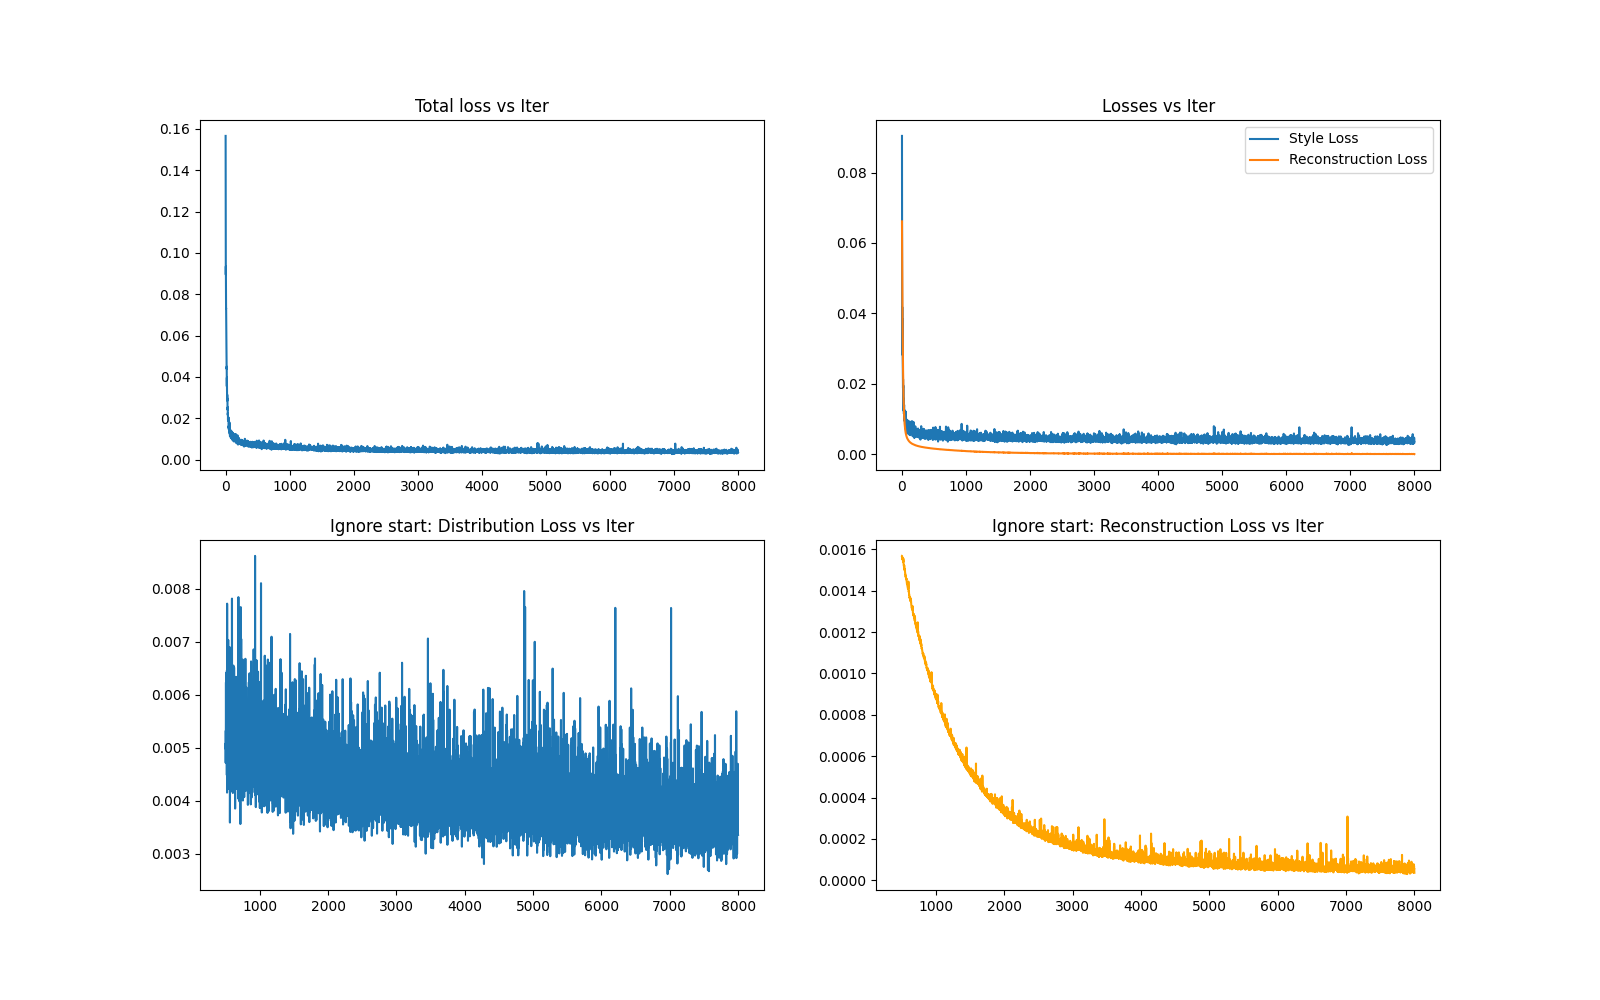 Total loss vs Iter
0.16
0.14
0.12
0.10
0.08
0.06
0.04
0.02
0.00
0 1000 2000 3000 4000 5000 6000 7000 8000
Losses vs Iter
Style Loss
Reconstruction Loss
0.08
0.06
0.04
0.02
0.00
0 1000 2000 3000 4000 5000 6000 7000 8000
Ignore start: Distribution Loss vs Iter
0.008
0.007
0.006
0.005
0.004
0.003
1000 2000 3000 4000 5000 6000 7000 8000
Ignore start: Reconstruction Loss vs Iter
0.0016
0.0014
0.0012
0.0010
0.0008
0.0006
0.0004
0.0002
0.0000
1000 2000 3000 4000 5000 6000 7000 8000